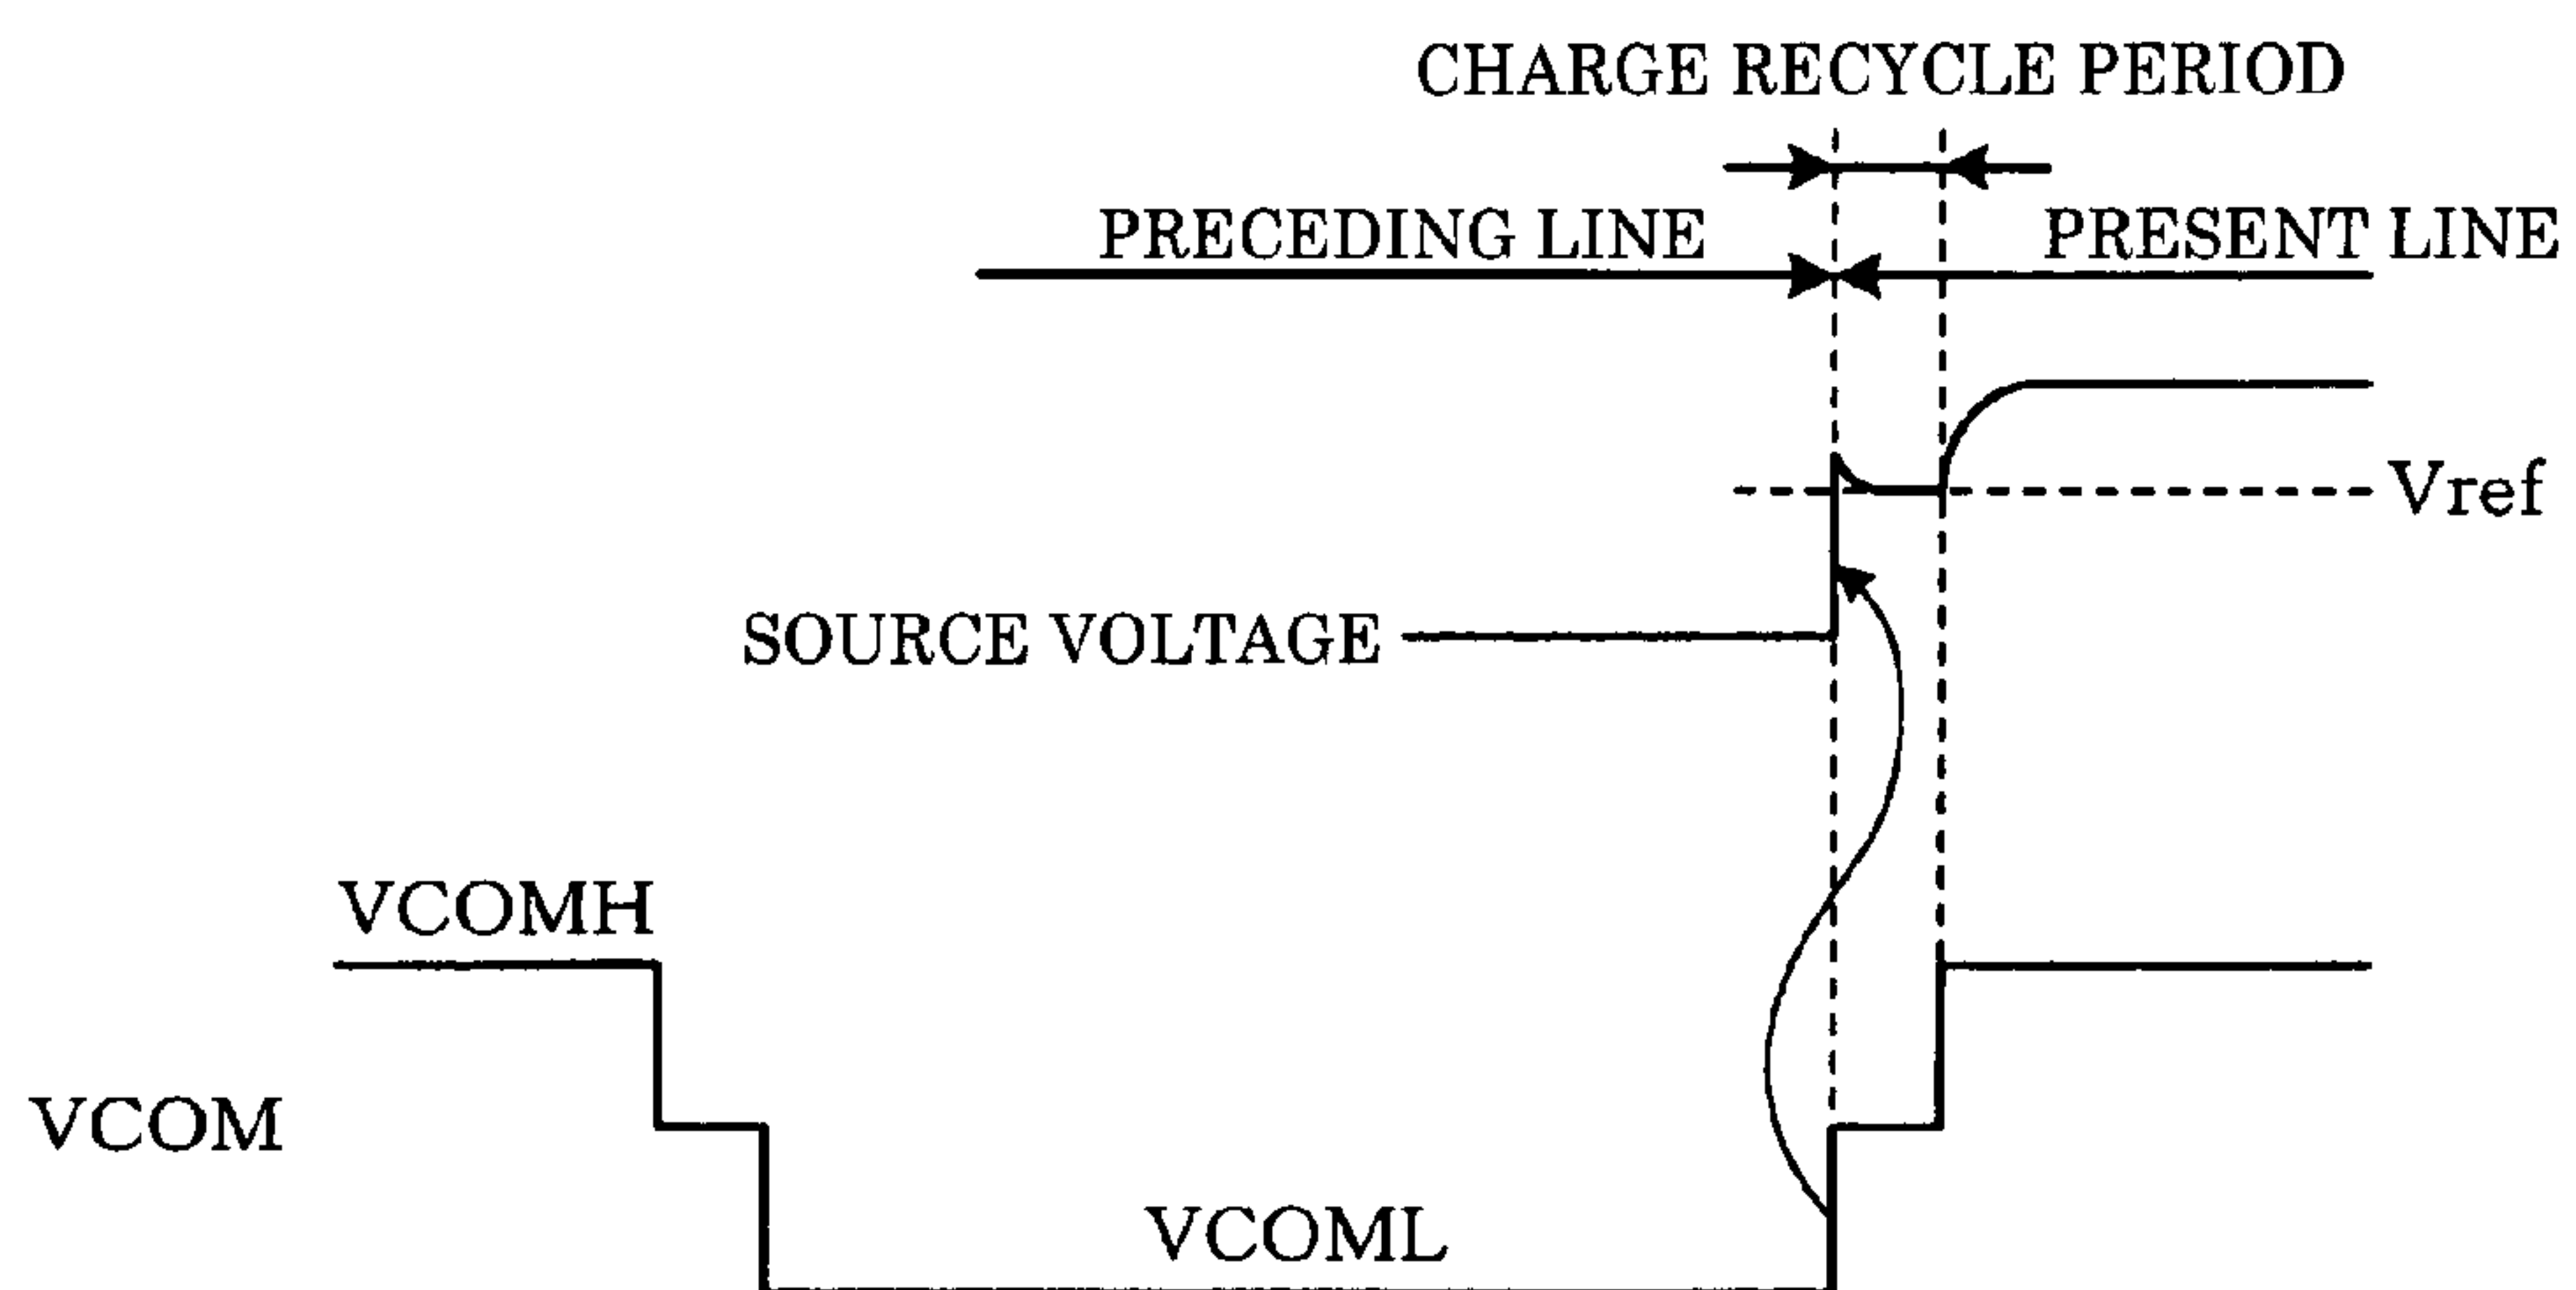 CHARGE RECYCLE PERIOD
PRECEDING LINE
PRESENT LINE
Vref
SOURCE VOLTAGE
VCOMH
VCOM
VCOML